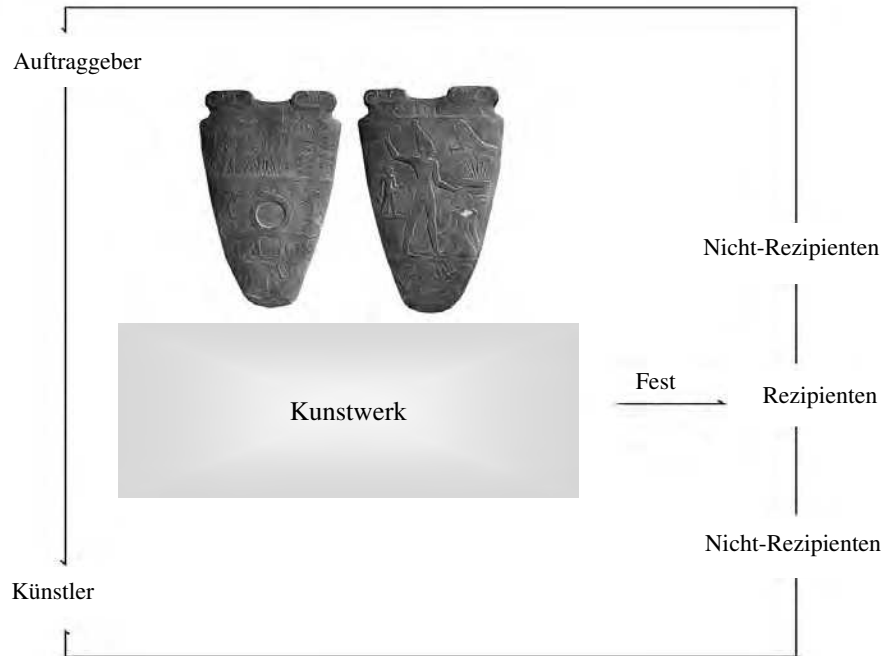 Auftraggeber
Nicht-Rezipienten
Fest
Rezipienten
Kunstwerk
Nicht-Rezipienten
Künstler